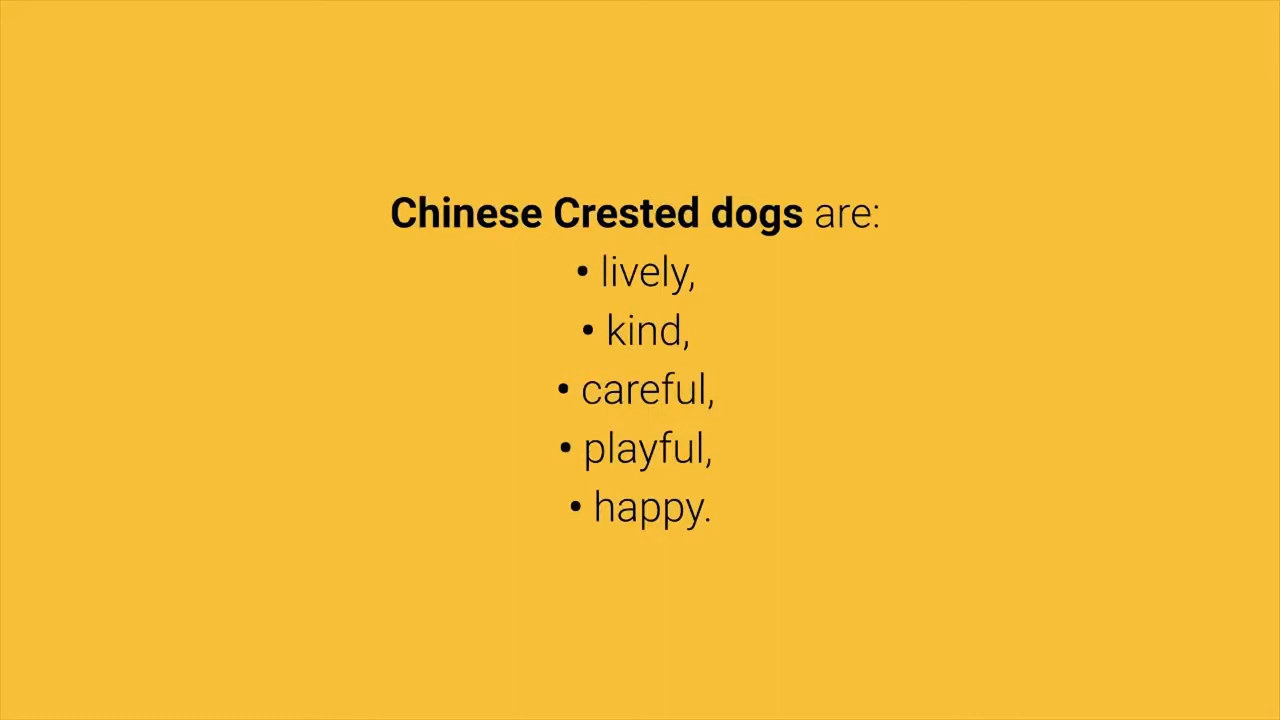 Chinese Crested dogs are:
• lively,
• kind,
• careful,
• playful,
• happy.